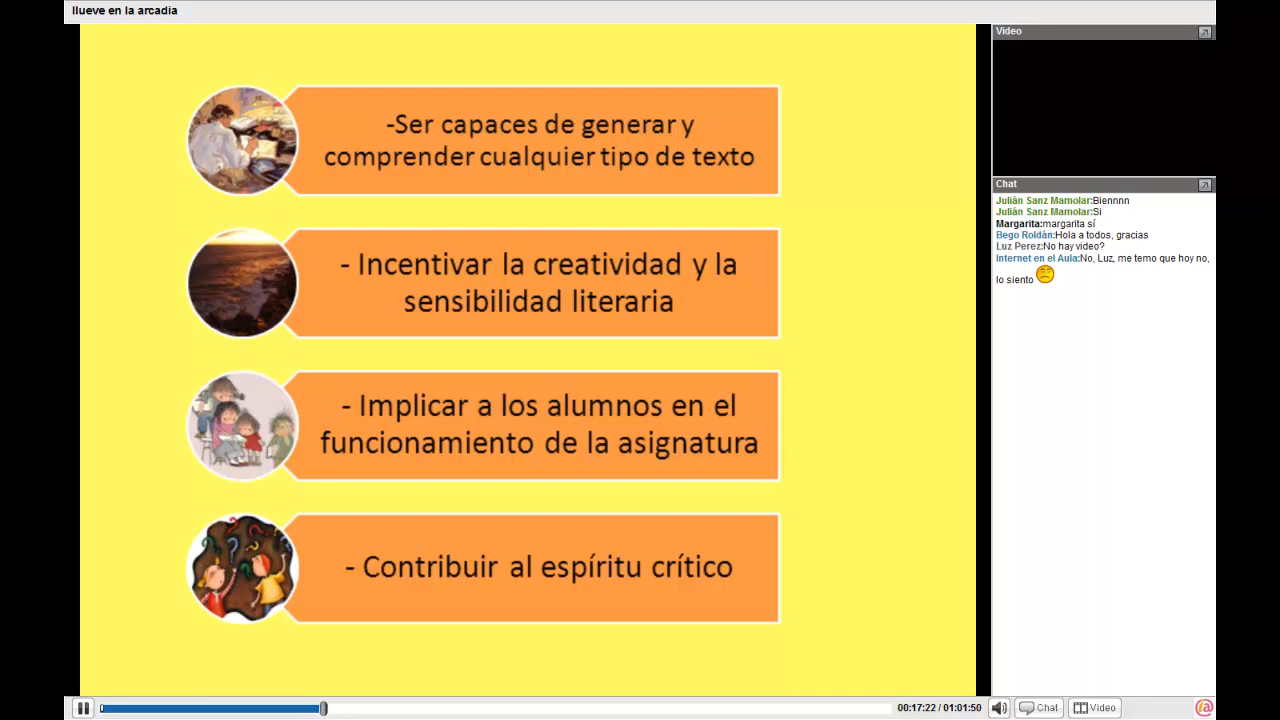 llueve en la arcadia
-Ser capaces de generar y
comprender cualquier tipo de texto
- Incentivar la creatividad y la
sensibilidad literaria
- Implicar a los alumnos en el
funcionamiento de la asignatura
- Contribuir al espíritu crítico
Video
Chat
Julián Sanz Mamolar:Biennnn
Julián Sanz Mamolar:Si
Margarita:margarita sí
Bego Roldán:Hola a todos, gracias
Luz Perez:No hay video?
Internet en el Aula:No, Luz, me temo que hoy no,
lo siento
00:17:22 / 01:01:50
Chat
Video